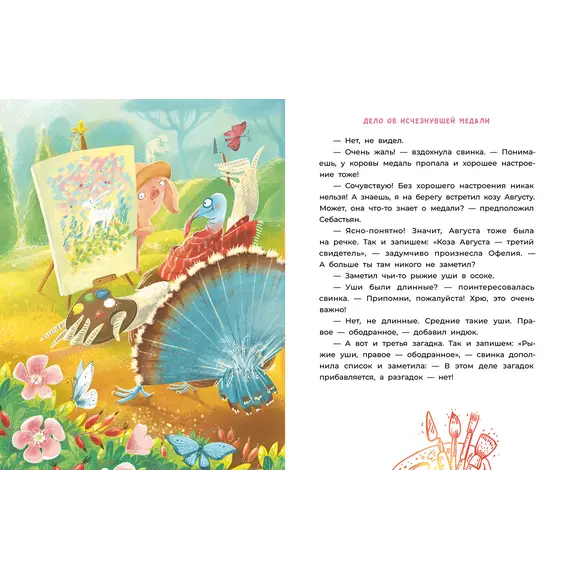 ДЕЛО ОБ ИСЧЕЗНУВШЕЙ МЕДАЛИ
— Нет, не видел.
— Очень жаль! — вздохнула свинка. — Понима-
ешь, у коровы медаль пропала и хорошее настрое-
ние тоже!
— Сочувствую! Без хорошего настроения никак
нельзя! А знаешь, я на берегу встретил козу Августу.
Может, она что-то знает о медали? — предположил
Себастьян.
— Ясно-понятно! Значит, Августа тоже была
на речке. Так и запишем: «Коза Августа — третий
свидетель», — задумчиво произнесла Офелия. —
А больше ты там никого не заметил?
— Заметил чьи-то рыжие уши в осоке.
— Уши были длинные? — поинтересовалась
свинка. — Припомни, пожалуйста! Хрю, это очень
важно!
— Нет, не длинные. Средние такие уши. Пра-
вое — ободранное, — добавил индюк.
— А вот и третья загадка. Так и запишем: «Ры-
жие уши, правое — ободранное», — свинка допол-
нила список и заметила: — В этом деле загадок
прибавляется, а разгадок — нет!